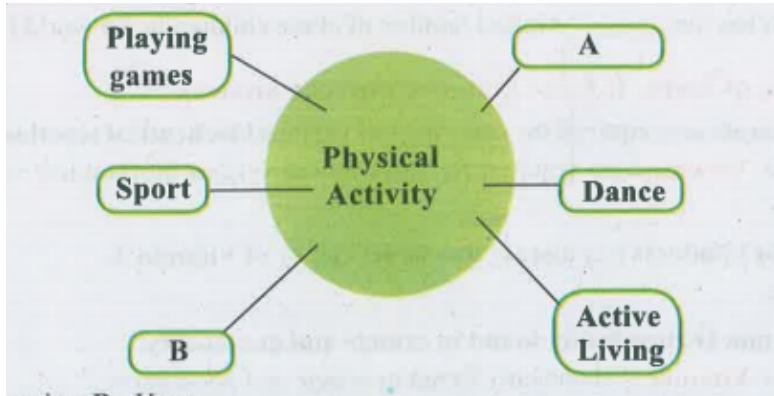 Playing
games
A
Physical
Activity
Sport
Dance
B
Active
Living